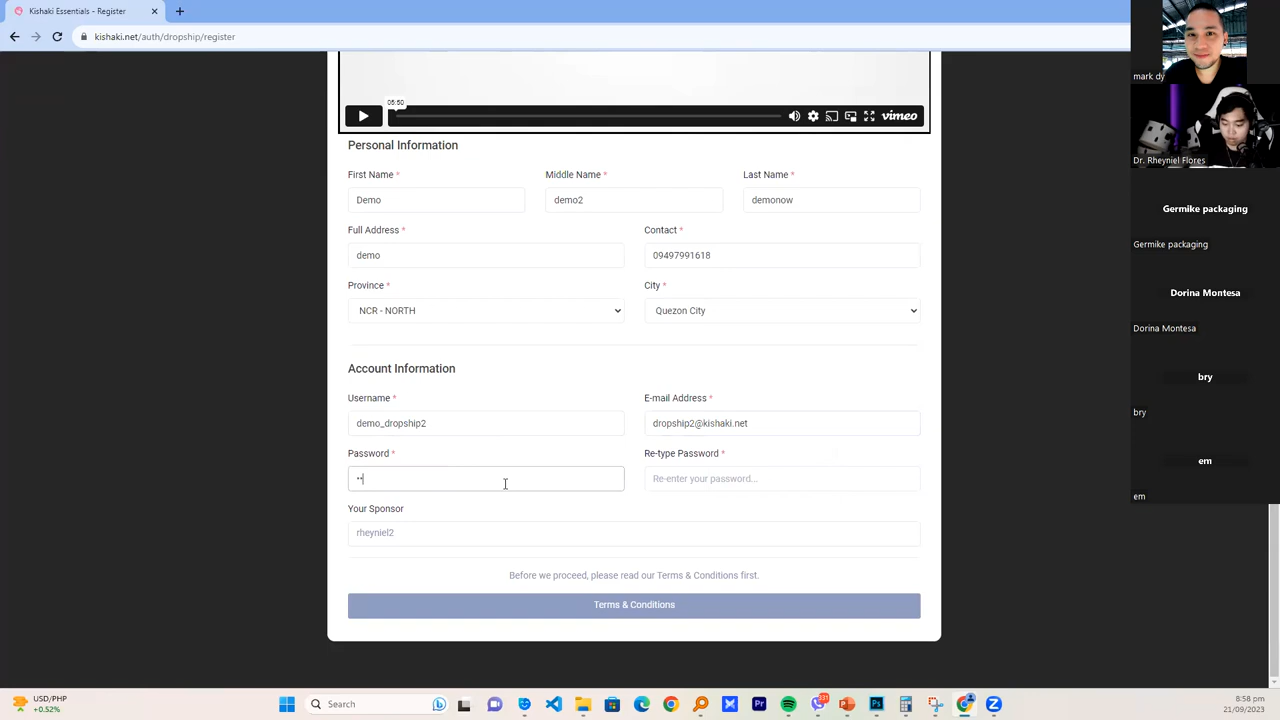 Kishaki Essentials - Register
kishaki.net/auth/dropship/register
mark dy
05:50
vimeo
Dr. Rheyniel Flores
Personal Information
First Name *
Middle Name *
Last Name *
Demo
demo2
demonow
Full Address *
Contact *
demo
09497991618
Province *
City *
NCR - NORTH
Quezon City
Account Information
Username *
E-mail Address *
demo_dropship2
dropship2@kishaki.net
Password *
Re-type Password *
••
Re-enter your password...
Your Sponsor
rheyniel2
Before we proceed, please read our Terms & Conditions first.
Terms & Conditions
Germike packaging
Germike packaging
Dorina Montesa
Dorina Montesa
bry
bry
em
em
USD/PHP
+0.52%
Search
Pr
Ps
8:58 pm
21/09/2023